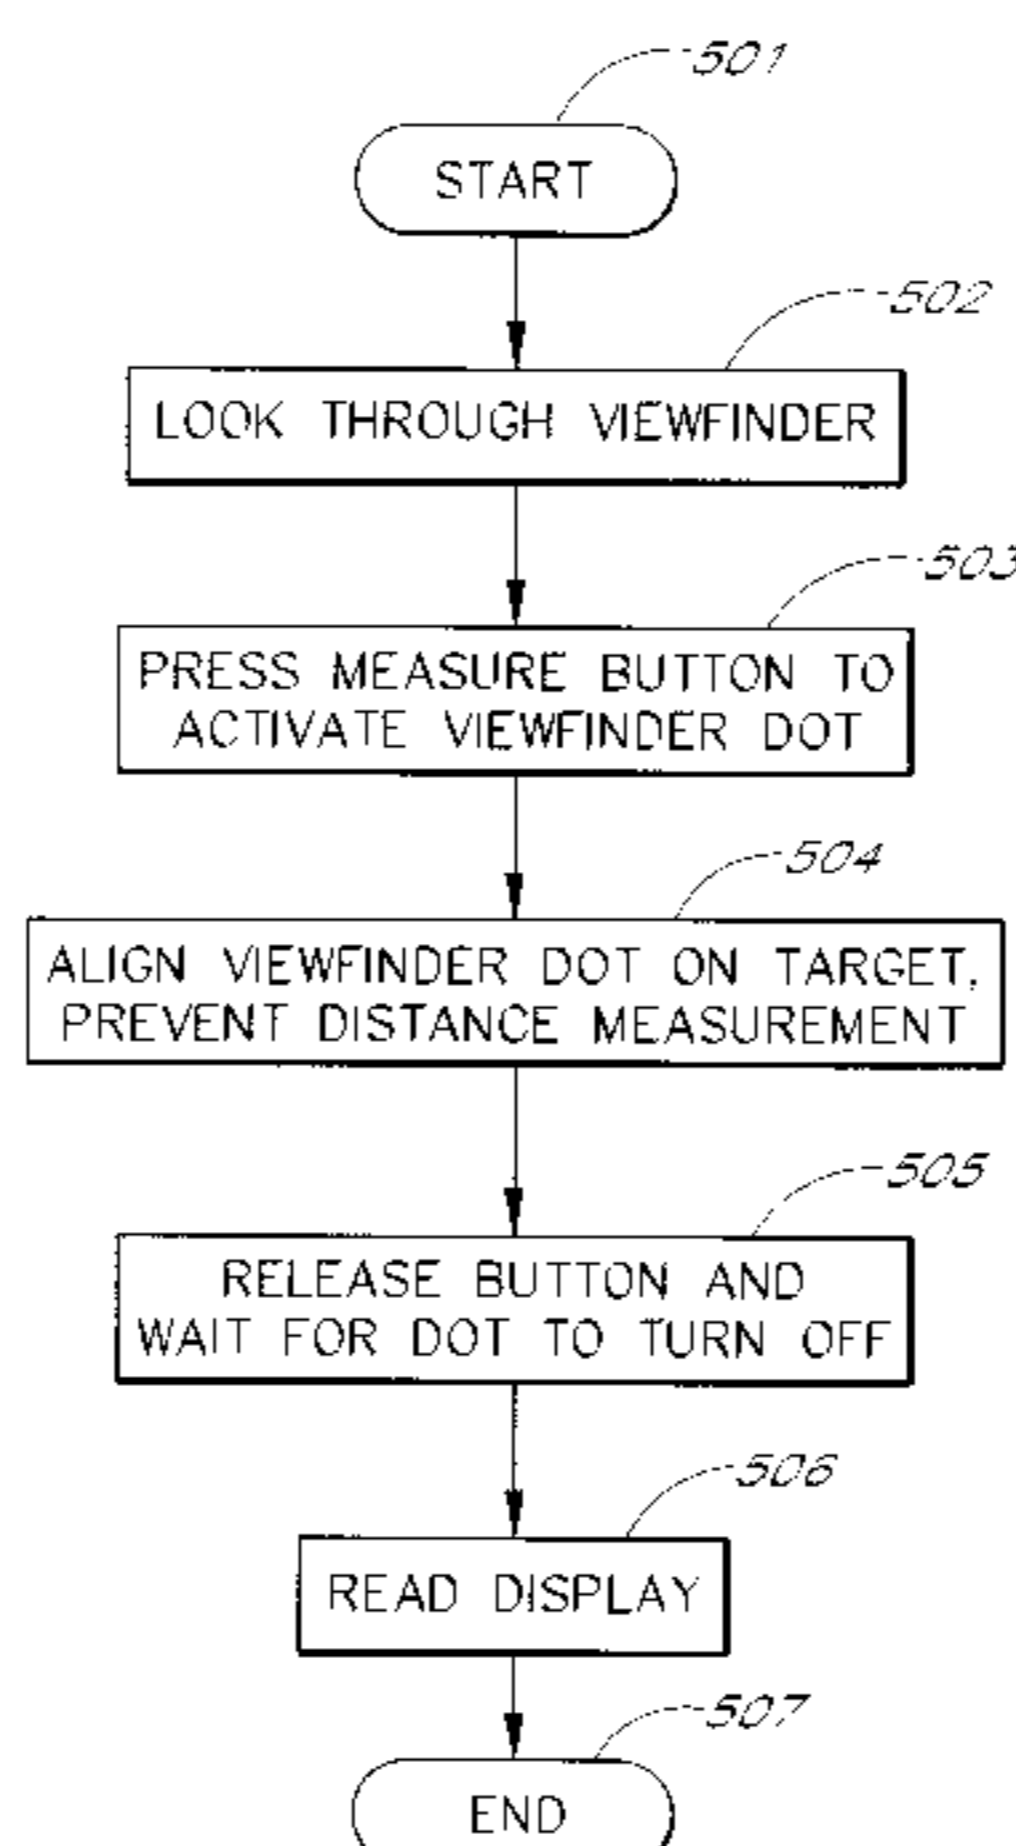 501
START
502
LOOK THROUGH VIEWFINDER
503
PRESS MEASURE BUTTON TO
ACTIVATE VIEWFINDER DOT
504
ALIGN VIEWFINDER DOT ON TARGET,
PREVENT DISTANCE MEASUREMENT
505
RELEASE BUTTON AND
WAIT FOR DOT TO TURN OFF
506
READ DISPLAY
507
END